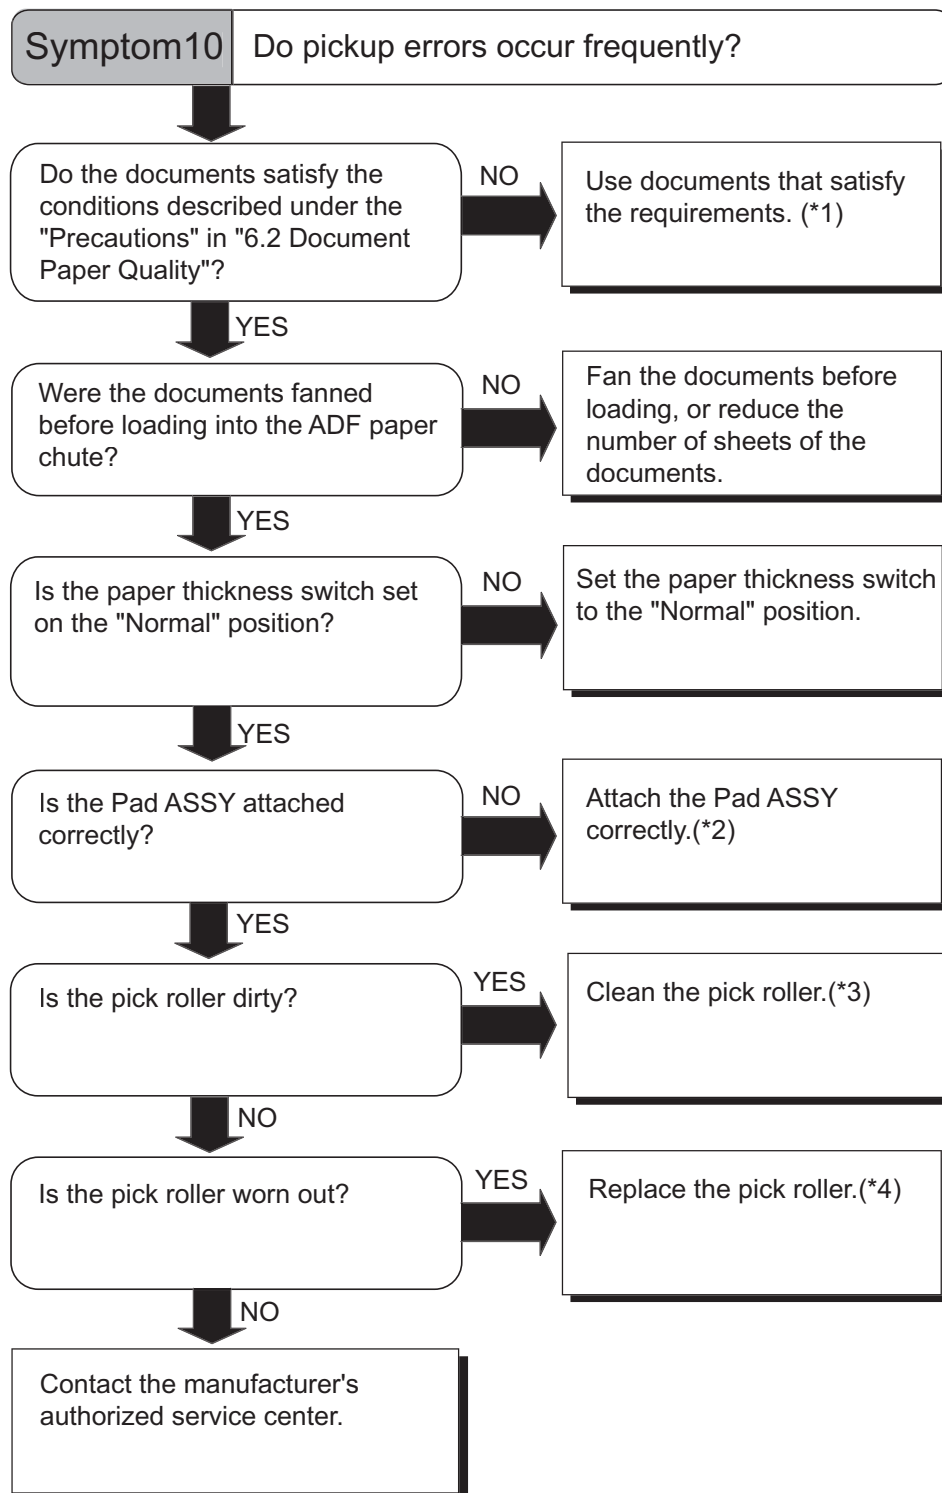 Symptom10 Do pickup errors occur frequently?
Do the documents satisfy the
conditions described under the
"Precautions" in "6.2 Document
Paper Quality"?
NO
Use documents that satisfy
the requirements. (*1)
YES
Were the documents fanned
before loading into the ADF paper
chute?
NO
Fan the documents before
loading, or reduce the
number of sheets of the
documents.
YES
Is the paper thickness switch set
on the "Normal" position?
NO
Set the paper thickness switch
to the "Normal" position.
YES
Is the Pad ASSY attached
correctly?
NO
Attach the Pad ASSY
correctly.(*2)
YES
Is the pick roller dirty?
YES
Clean the pick roller.(*3)
NO
Is the pick roller worn out?
YES
Replace the pick roller.(*4)
NO
Contact the manufacturer's
authorized service center.